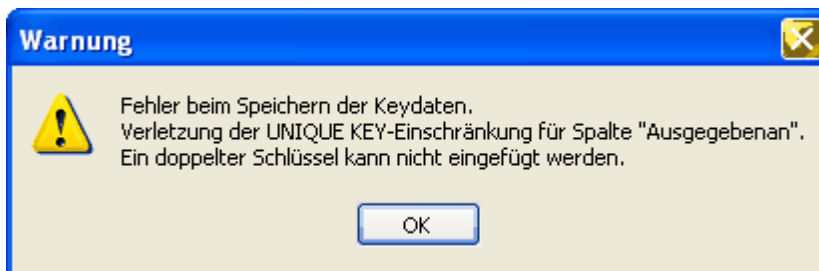 Warnung
Fehler beim Speichern der Keydaten.
Verletzung der UNIQUE KEY-Einschränkung für Spalte "Ausgegebenan".
Ein doppelter Schlüssel kann nicht eingefügt werden.
OK